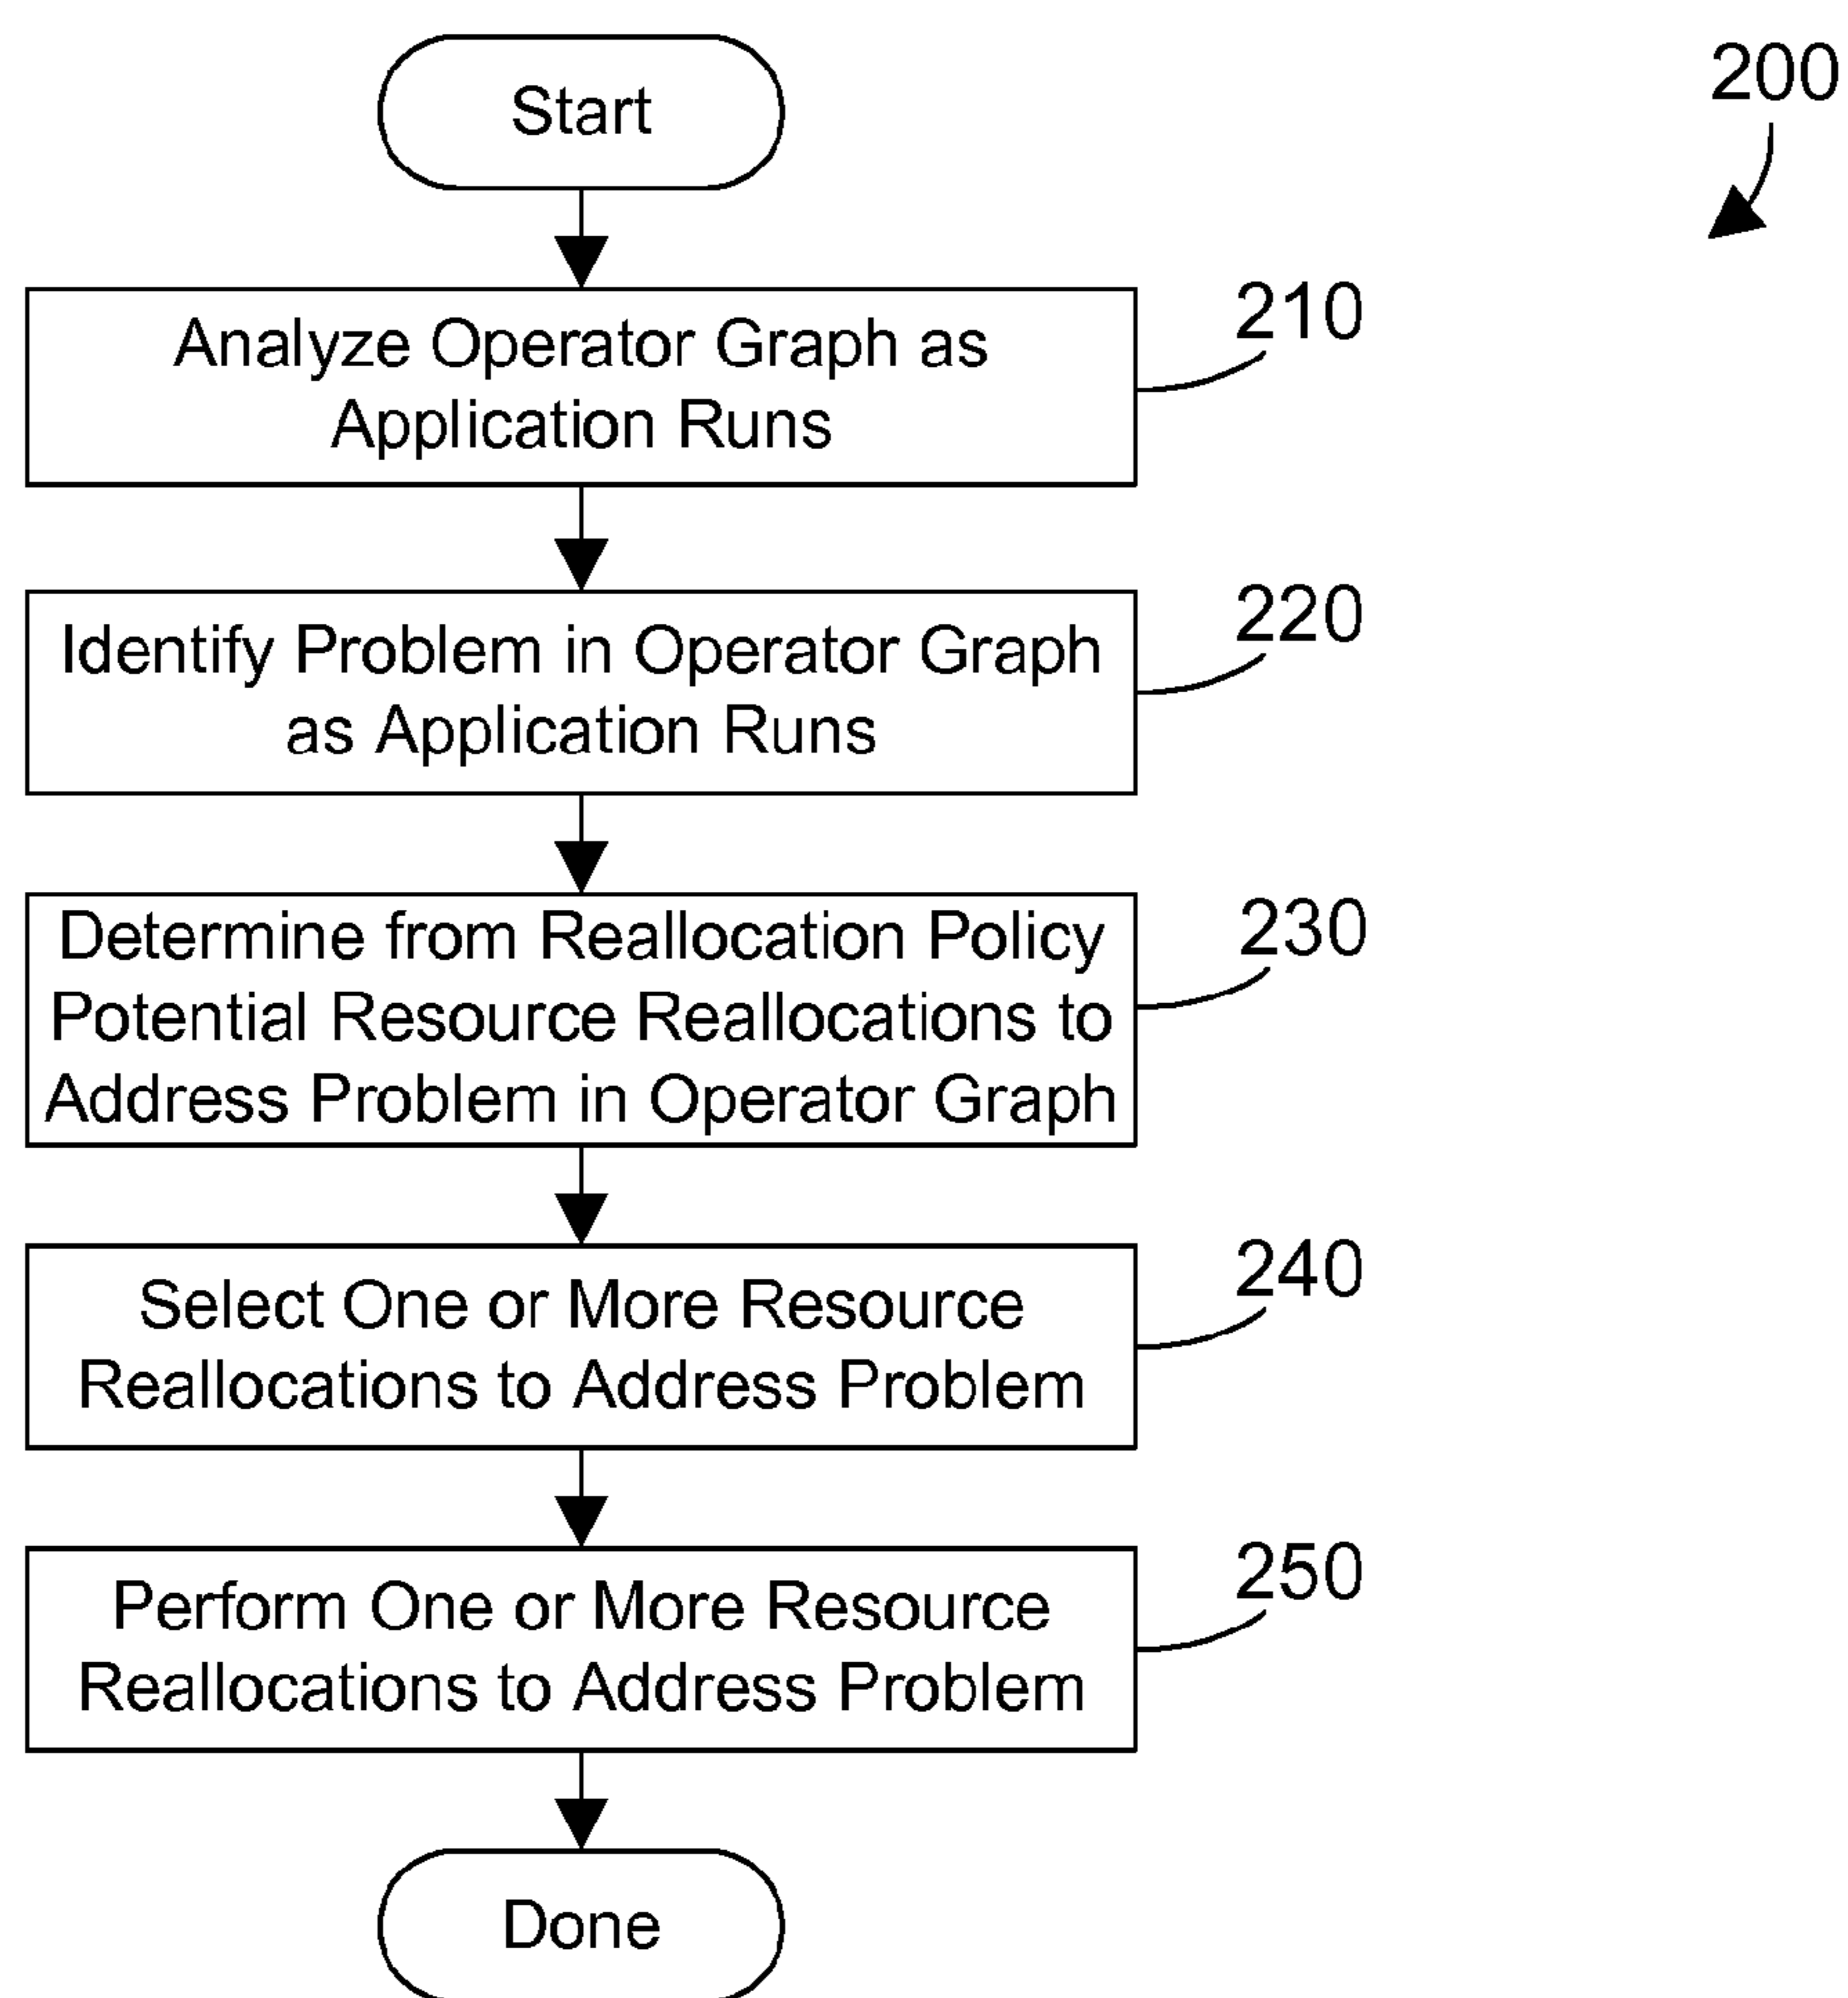 Start
200
Analyze Operator Graph as
Application Runs
210
Identify Problem in Operator Graph
as Application Runs
220
Determine from Reallocation Policy
Potential Resource Reallocations to
Address Problem in Operator Graph
230
Select One or More Resource
Reallocations to Address Problem
240
Perform One or More Resource
Reallocations to Address Problem
250
Done